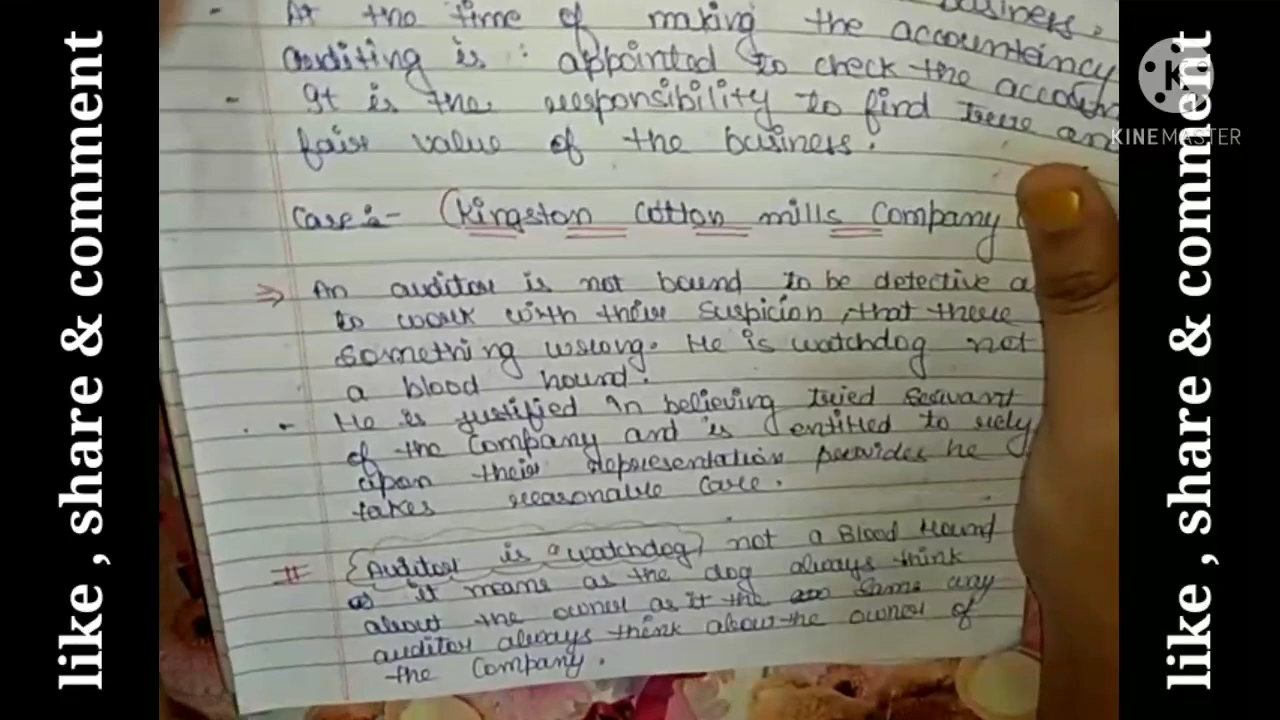 like , share & comment
business.
At the time of making the accounteincy
auditing is : appointed to check the accoun
It is the responsibility to find true an
fair value of the business.
Case :- (Kingston Cotton mills Company
⇒ An auditor is not bound to be detective a
to work with their suspicion, that there
something wrong. He is watchdog not
a blood hound.
- He is justified in believing tried servant
of the Company and is entitled to rely
upon their representation provides he
takes reasonable care.
# (Auditor is a watchdog) not a Blood Hound
it means as the dog always think
about the owner as it the same way
auditor always think about the owner of
the Company.
K
KINEMASTER
like , share & comment